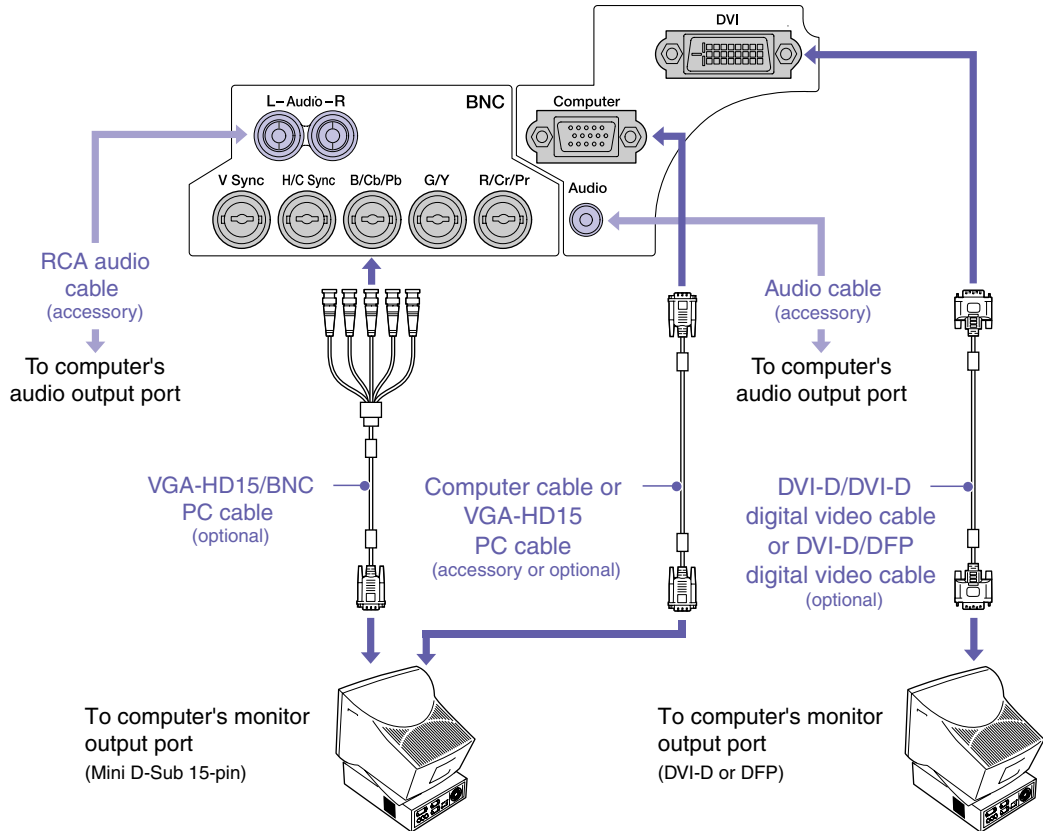 DVI
L-Audio-R
BNC
Computer
V Sync
H/C Sync
B/Cb/Pb
G/Y
R/Cr/Pr
Audio
RCA audio
cable
(accessory)
To computer's
audio output port
Audio cable
(accessory)
To computer's
audio output port
VGA-HD15/BNC
PC cable
(optional)
Computer cable or
VGA-HD15
PC cable
(accessory or optional)
DVI-D/DVI-D
digital video cable
or DVI-D/DFP
digital video cable
(optional)
To computer's monitor
output port
(Mini D-Sub 15-pin)
To computer's monitor
output port
(DVI-D or DFP)